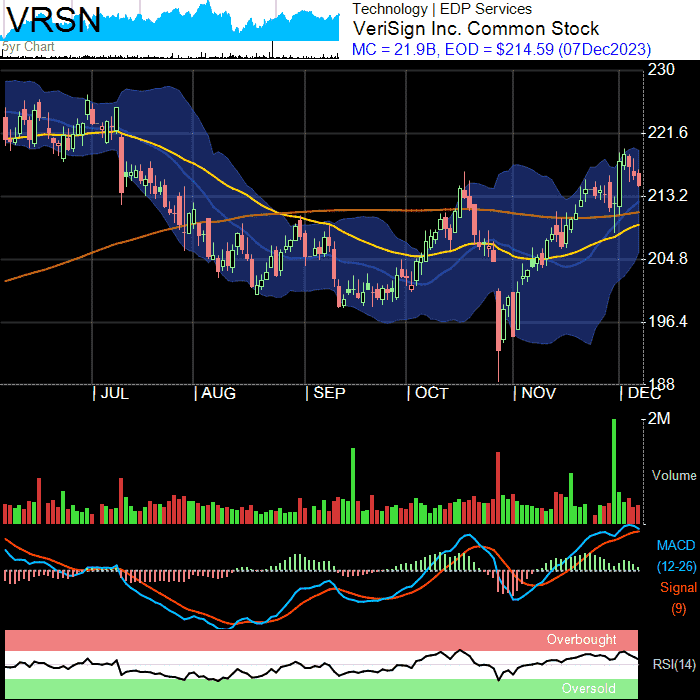 VRSN
5yr Chart
Technology | EDP Services
VeriSign Inc. Common Stock
MC = 21.9B, EOD = $214.59 (07Dec2023)
230
221.6
213.2
204.8
196.4
188
JUL AUG SEP OCT NOV DEC
2M
Volume
MACD
(12-26)
Signal
(9)
Overbought
RSI(14)
Oversold